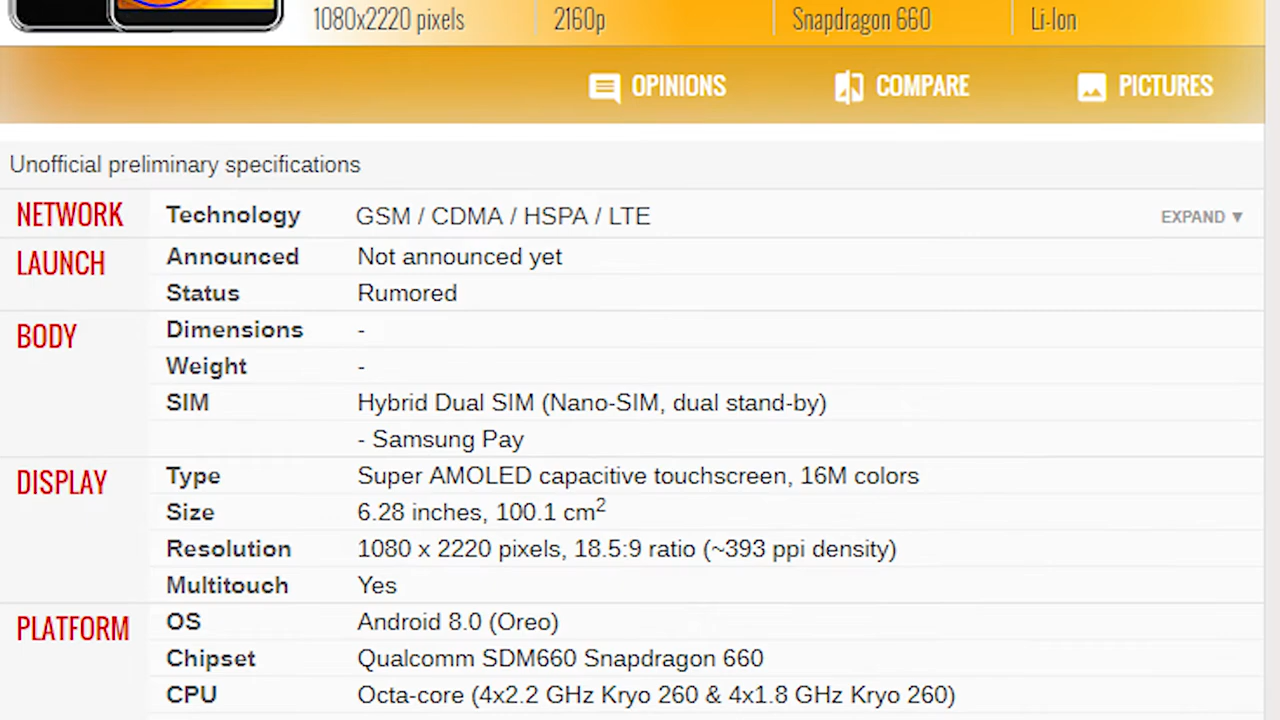 1080x2220 pixels 2160p Snapdragon 660 Li-Ion
OPINIONS COMPARE PICTURES
Unofficial preliminary specifications
NETWORK Technology GSM / CDMA / HSPA / LTE EXPAND ▼
LAUNCH Announced Not announced yet
Status Rumored
BODY Dimensions -
Weight -
SIM Hybrid Dual SIM (Nano-SIM, dual stand-by)
- Samsung Pay
DISPLAY Type Super AMOLED capacitive touchscreen, 16M colors
Size 6.28 inches, 100.1 cm²
Resolution 1080 x 2220 pixels, 18.5:9 ratio (~393 ppi density)
Multitouch Yes
PLATFORM OS Android 8.0 (Oreo)
Chipset Qualcomm SDM660 Snapdragon 660
CPU Octa-core (4x2.2 GHz Kryo 260 & 4x1.8 GHz Kryo 260)